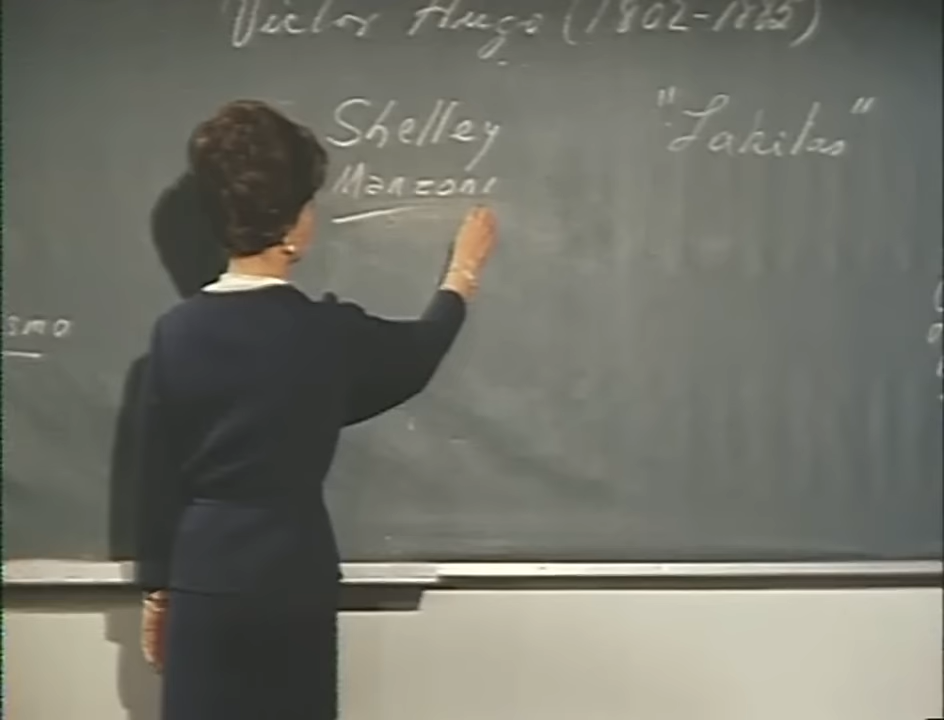 Victor Hugo (1802-1885)
Shelley
Manzoni
"Lakitas"
smo